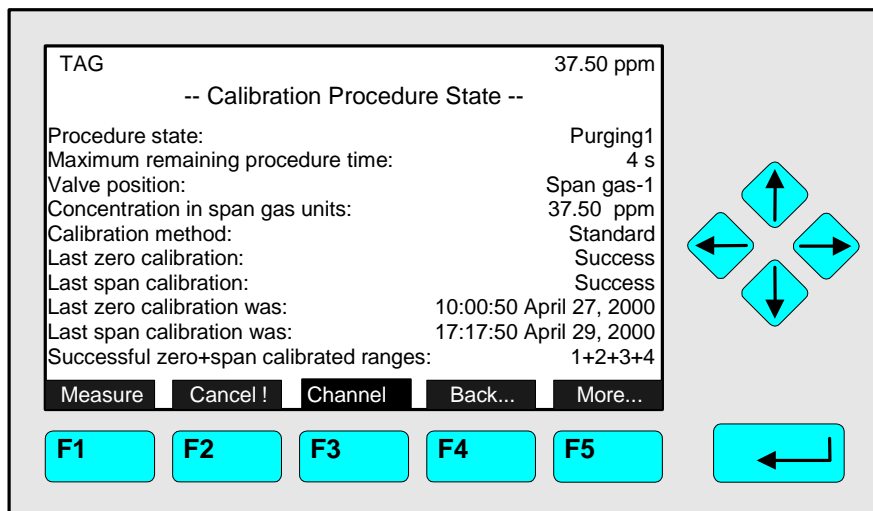 TAG 37.50 ppm
-- Calibration Procedure State --
Procedure state: Purging1
Maximum remaining procedure time: 4 s
Valve position: Span gas-1
Concentration in span gas units: 37.50 ppm
Calibration method: Standard
Last zero calibration: Success
Last span calibration: Success
Last zero calibration was: 10:00:50 April 27, 2000
Last span calibration was: 17:17:50 April 29, 2000
Successful zero+span calibrated ranges: 1+2+3+4
Measure Cancel ! Channel Back... More...
F1 F2 F3 F4 F5